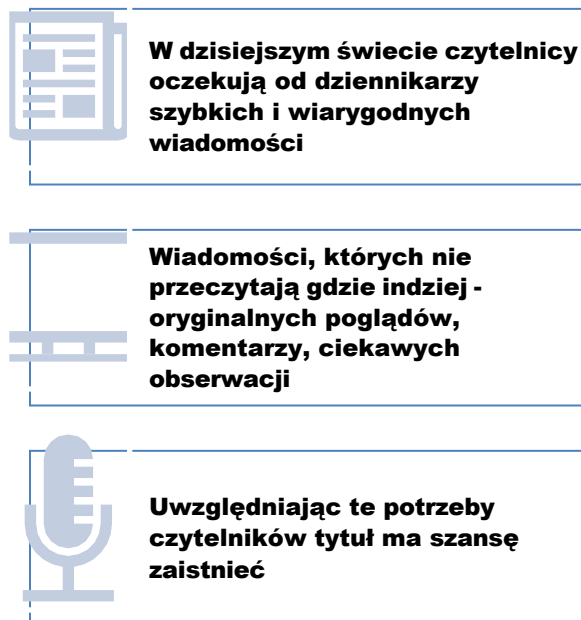 W dzisiejszym świecie czytelnicy
oczekują od dziennikarzy
szybkich i wiarygodnych
wiadomości
Wiadomości, których nie
przeczytają gdzie indziej -
oryginalnych poglądów,
komentarzy, ciekawych
obserwacji
Uwzględniając te potrzeby
czytelników tytuł ma szansę
zaistnieć